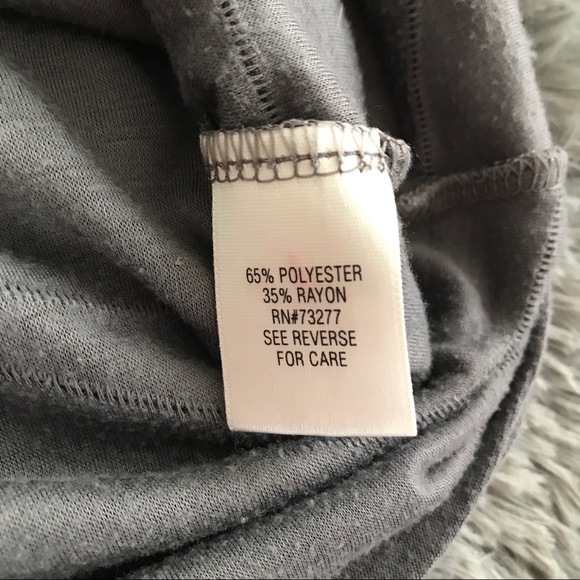 65% POLYESTER
35% RAYON
RN#73277
SEE REVERSE
FOR CARE